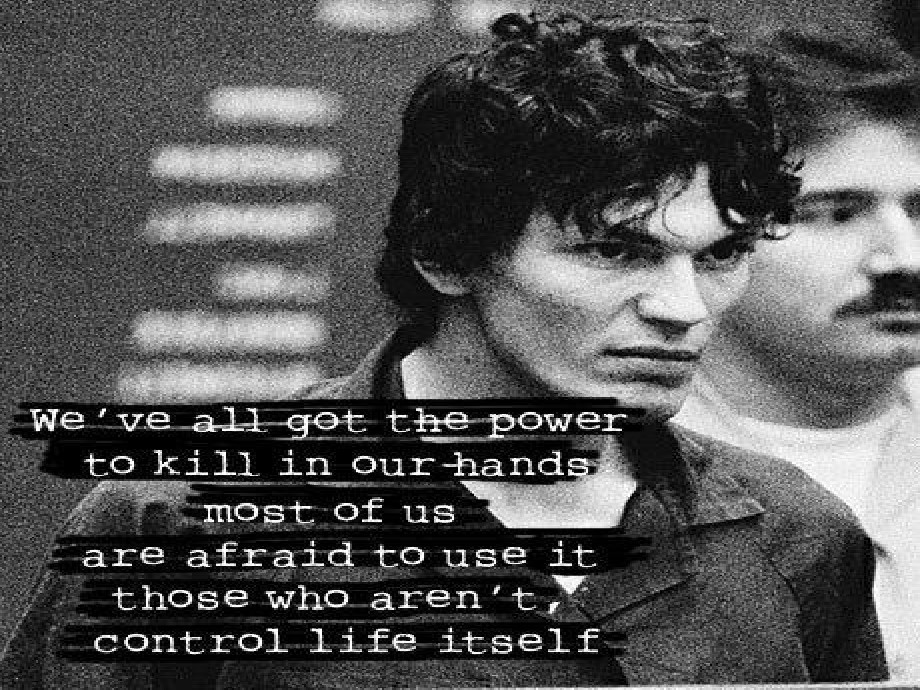 We've all got the power
to kill in our hands
most of us
are afraid to use it
those who aren't,
control life itself